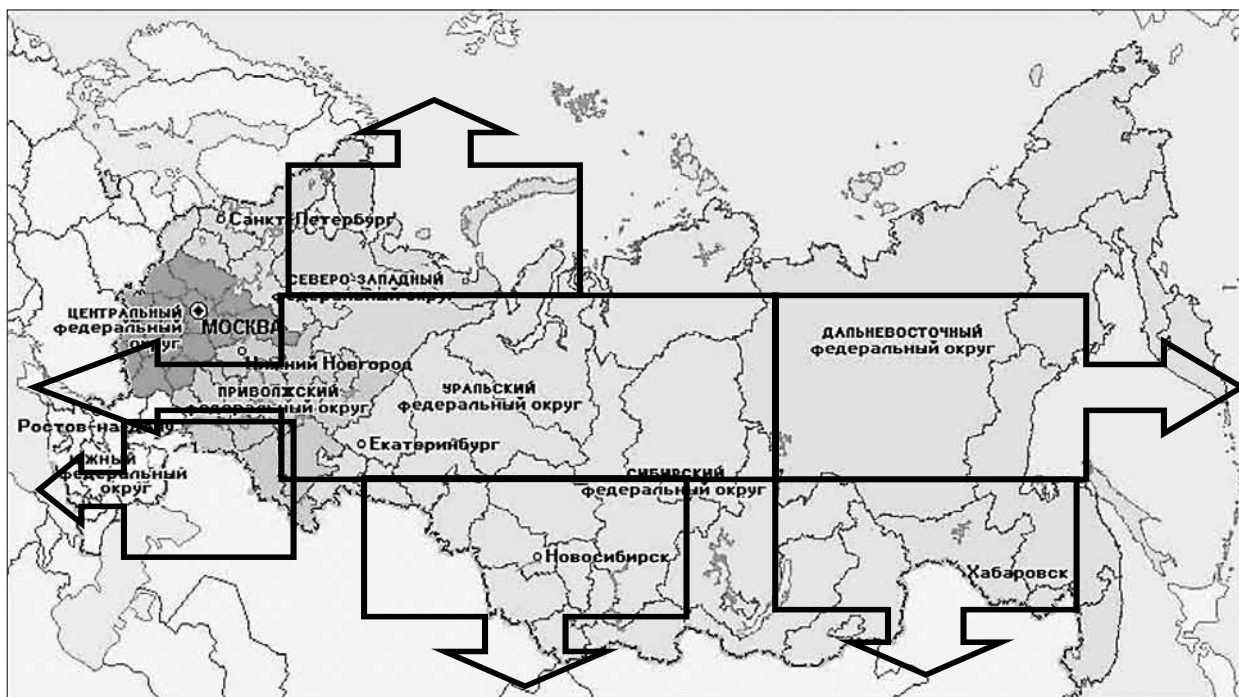 Санкт-Петербург
СЕВЕРО-ЗАПАДНЫЙ
федеральный округ
ЦЕНТРАЛЬНЫЙ
федеральный
округ
МОСКВА
Нижний Новгород
ПРИВОЛЖСКИЙ
федеральный округ
УРАЛЬСКИЙ
федеральный округ
ДАЛЬНЕВОСТОЧНЫЙ
федеральный округ
Ростов-на-Дону
Екатеринбург
ЮЖНЫЙ
федеральный
округ
СИБИРСКИЙ
федеральный округ
Новосибирск
Хабаровск